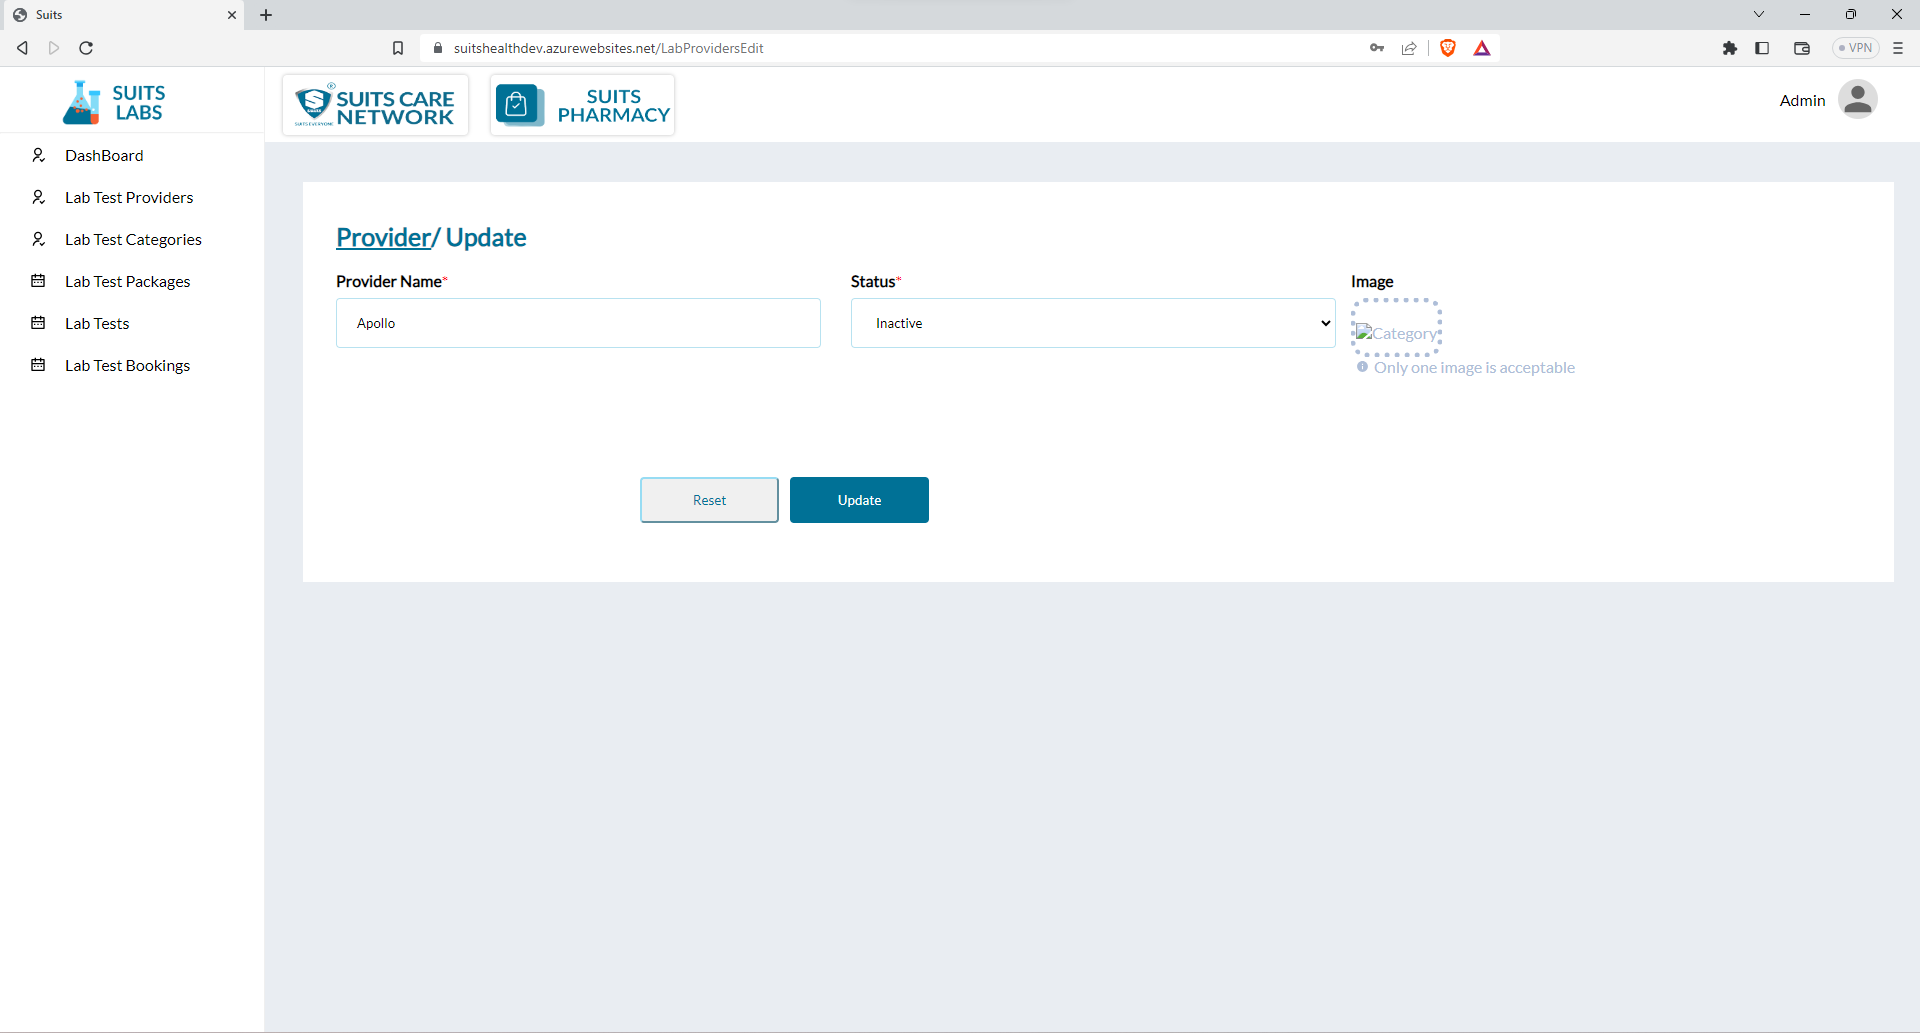 Suits
suitshealthdev.azurewebsites.net/LabProvidersEdit
VPN
SUITS
LABS
SUITS CARE
NETWORK
SUITS EVERYONE
SUITS
PHARMACY
Admin
DashBoard
Lab Test Providers
Lab Test Categories
Lab Test Packages
Lab Tests
Lab Test Bookings
Provider/ Update
Provider Name*
Status*
Image
Apollo
Inactive
Category
Only one image is acceptable
Reset
Update